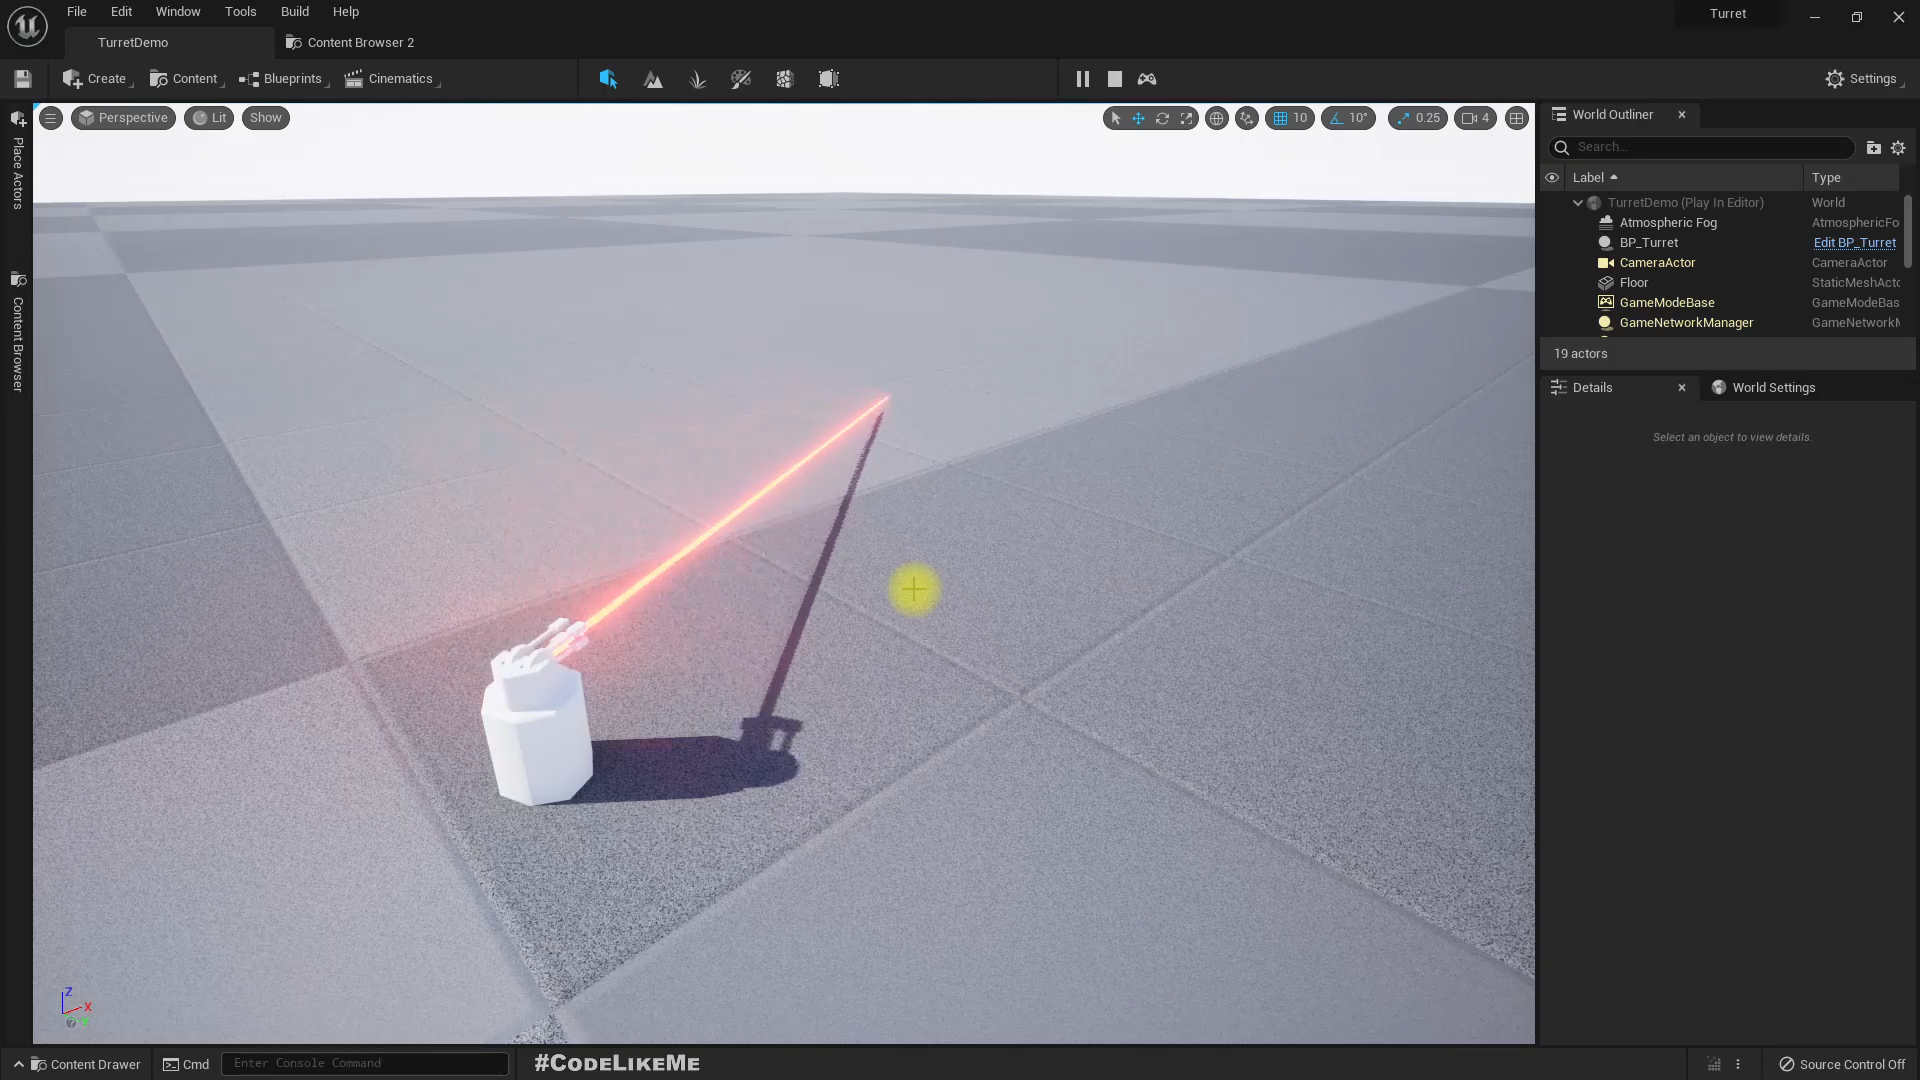 File Edit Window Tools Build Help
Turret
TurretDemo
Content Browser 2
Create Content Blueprints Cinematics
Settings
Perspective Lit Show
10 10° 0.25 4
Place Actors
Content Browser
World Outliner
Search...
Label Type
TurretDemo (Play In Editor) World
Atmospheric Fog AtmosphericFo
BP_Turret Edit BP_Turret
CameraActor CameraActor
Floor StaticMeshActo
GameModeBase GameModeBas
GameNetworkManager GameNetworkM
19 actors
Details World Settings
Select an object to view details.
Z
X
Content Drawer Cmd Enter Console Command #CodeLikeMe
Source Control Off